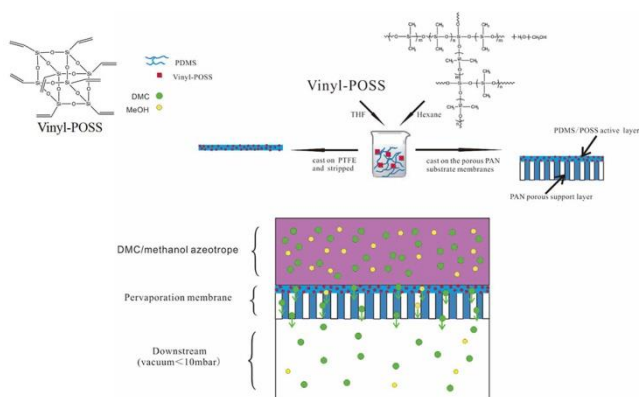 Vinyl-POSS
PDMS
Vinyl-POSS
DMC
MeOH
Vinyl-POSS
THF
Hexane
cast on PTFE
and stripped
cast on the porous PAN
substrate membranes
PDMS/POSS active layer
PAN porous support layer
DMC/methanol azeotrope
Pervaporation membrane
Downstream
(vacuum<10mbar)